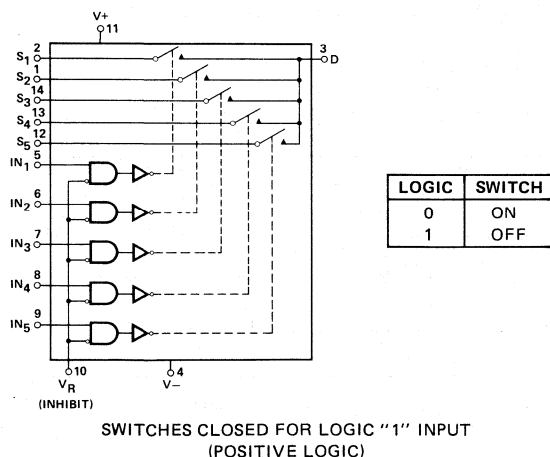 V+
11
S1 2
3 D
S2 1
S3 14
S4 13
S5 12
IN1 5
IN2 6
IN3 7
IN4 8
IN5 9
10
VR
(INHIBIT)
4
V−
LOGIC SWITCH
0 ON
1 OFF
SWITCHES CLOSED FOR LOGIC "1" INPUT
(POSITIVE LOGIC)